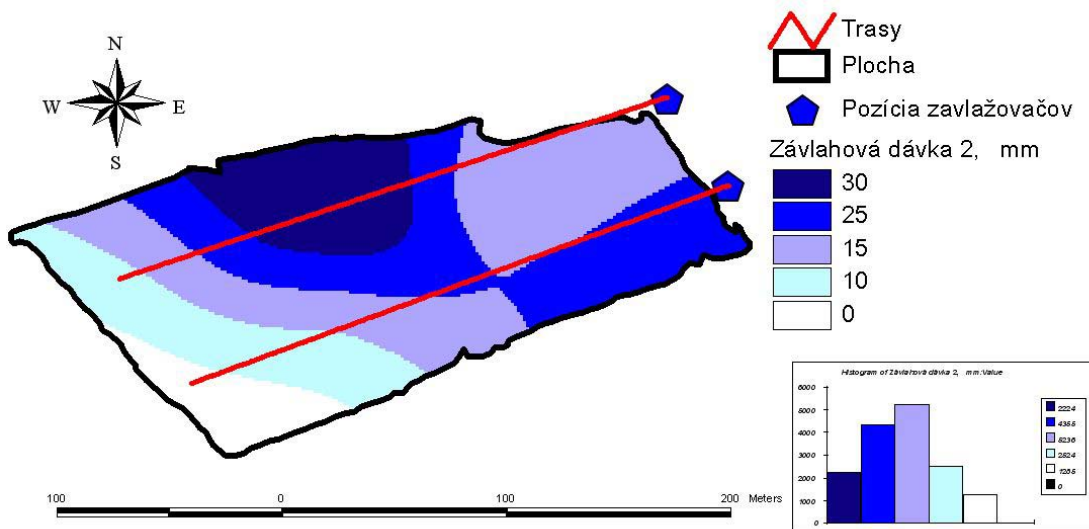 N
W E
S
Trasy
Plocha
Pozícia zavlažovačov
Závlahová dávka 2, mm
30
25
15
10
0
100 0 100 200 Meters
Histogram of Závlahová dávka 2, mm:Value
6000
5000
4000
3000
2000
1000
0
2224
4355
5236
2524
0